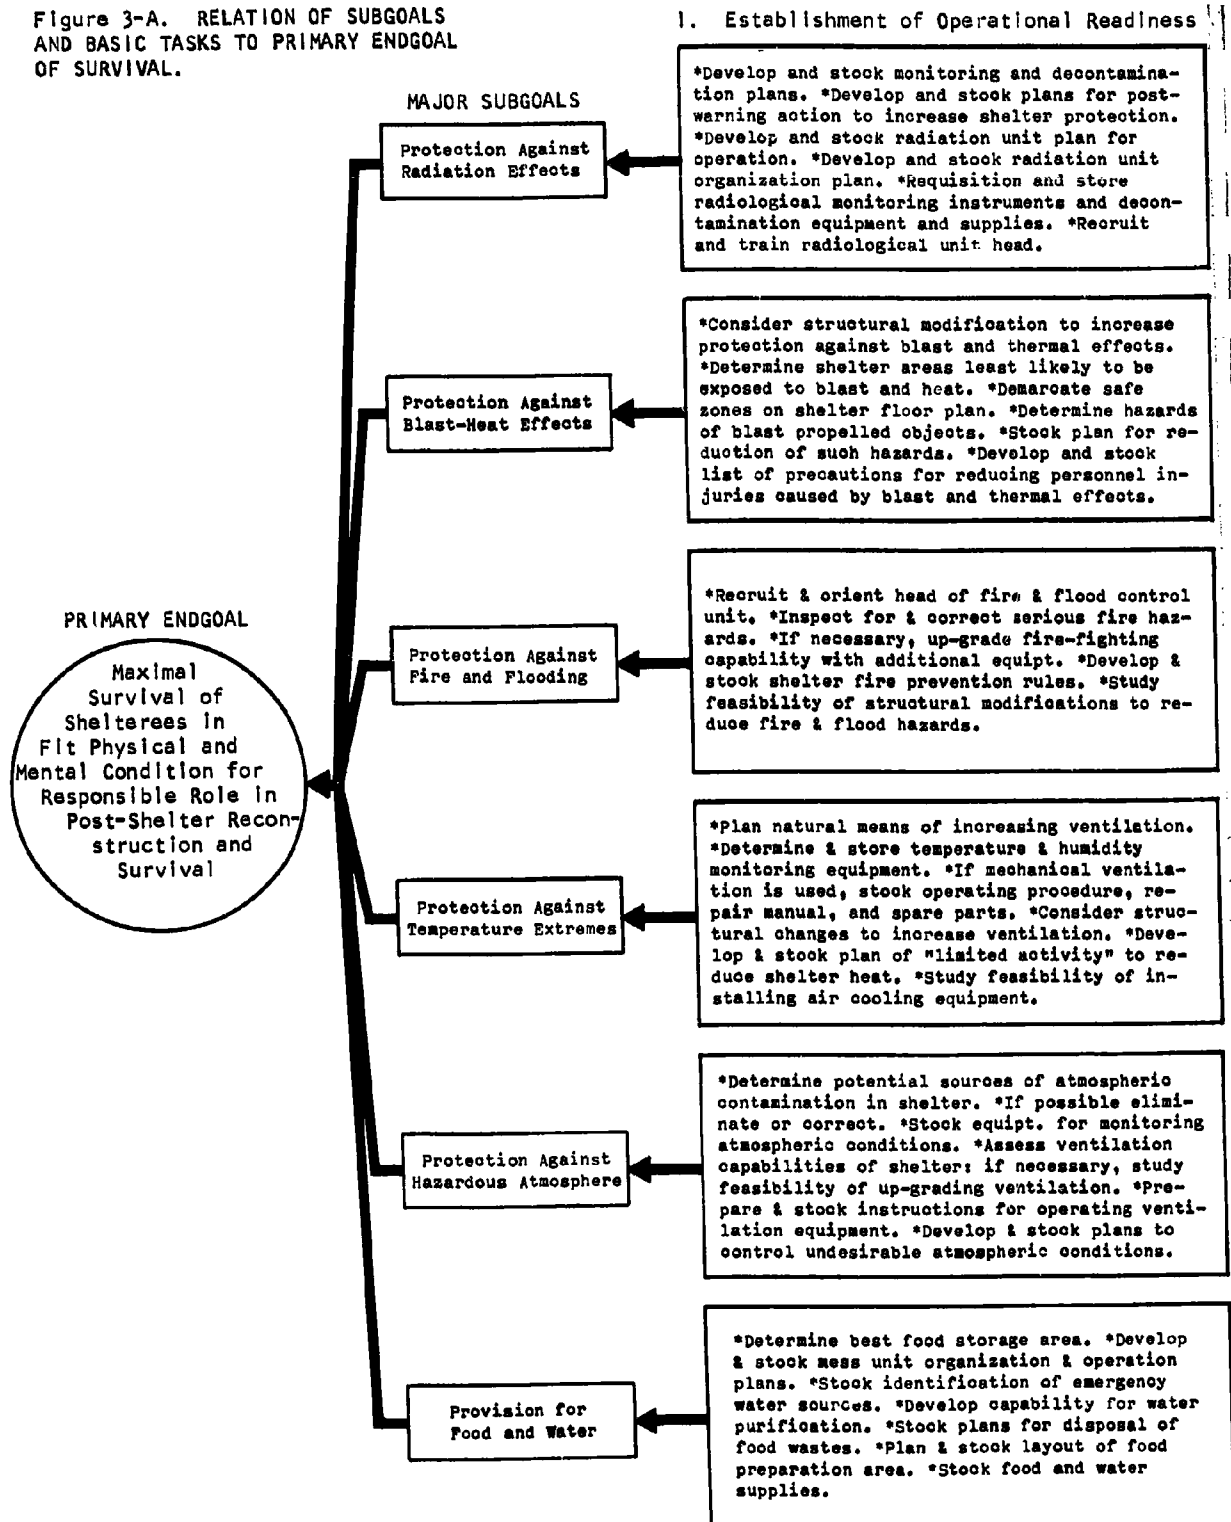 Figure 3-A. RELATION OF SUBGOALS
AND BASIC TASKS TO PRIMARY ENDGOAL
OF SURVIVAL.
1. Establishment of Operational Readiness
MAJOR SUBGOALS
Protection Against
Radiation Effects
*Develop and stock monitoring and decontamina-
tion plans. *Develop and stock plans for post-
warning action to increase shelter protection.
*Develop and stock radiation unit plan for
operation. *Develop and stock radiation unit
organization plan. *Requisition and store
radiological monitoring instruments and decon-
tamination equipment and supplies. *Recruit
and train radiological unit head.
Protection Against
Blast-Heat Effects
*Consider structural modification to increase
protection against blast and thermal effects.
*Determine shelter areas least likely to be
exposed to blast and heat. *Demarcate safe
zones on shelter floor plan. *Determine hazards
of blast propelled objects. *Stock plan for re-
duction of such hazards. *Develop and stock
list of precautions for reducing personnel in-
juries caused by blast and thermal effects.
Protection Against
Fire and Flooding
*Recruit & orient head of fire & flood control
unit. *Inspect for & correct serious fire haz-
ards. *If necessary, up-grade fire-fighting
capability with additional equipt. *Develop &
stock shelter fire prevention rules. *Study
feasibility of structural modifications to re-
duce fire & flood hazards.
PRIMARY ENDGOAL
Maximal
Survival of
Shelterees in
Fit Physical and
Mental Condition for
Responsible Role in
Post-Shelter Recon-
struction and
Survival
Protection Against
Temperature Extremes
*Plan natural means of increasing ventilation.
*Determine & store temperature & humidity
monitoring equipment. *If mechanical ventila-
tion is used, stock operating procedure, re-
pair manual, and spare parts. *Consider struc-
tural changes to increase ventilation. *Deve-
lop & stock plan of "limited activity" to re-
duce shelter heat. *Study feasibility of in-
stalling air cooling equipment.
Protection Against
Hazardous Atmosphere
*Determine potential sources of atmospheric
contamination in shelter. *If possible elimi-
nate or correct. *Stock equipt. for monitoring
atmospheric conditions. *Assess ventilation
capabilities of shelter: if necessary, study
feasibility of up-grading ventilation. *Pre-
pare & stock instructions for operating venti-
lation equipment. *Develop & stock plans to
control undesirable atmospheric conditions.
Provision for
Food and Water
*Determine best food storage area. *Develop
& stock mess unit organization & operation
plans. *Stock identification of emergency
water sources. *Develop capability for water
purification. *Stock plans for disposal of
food wastes. *Plan & stock layout of food
preparation area. *Stock food and water
supplies.